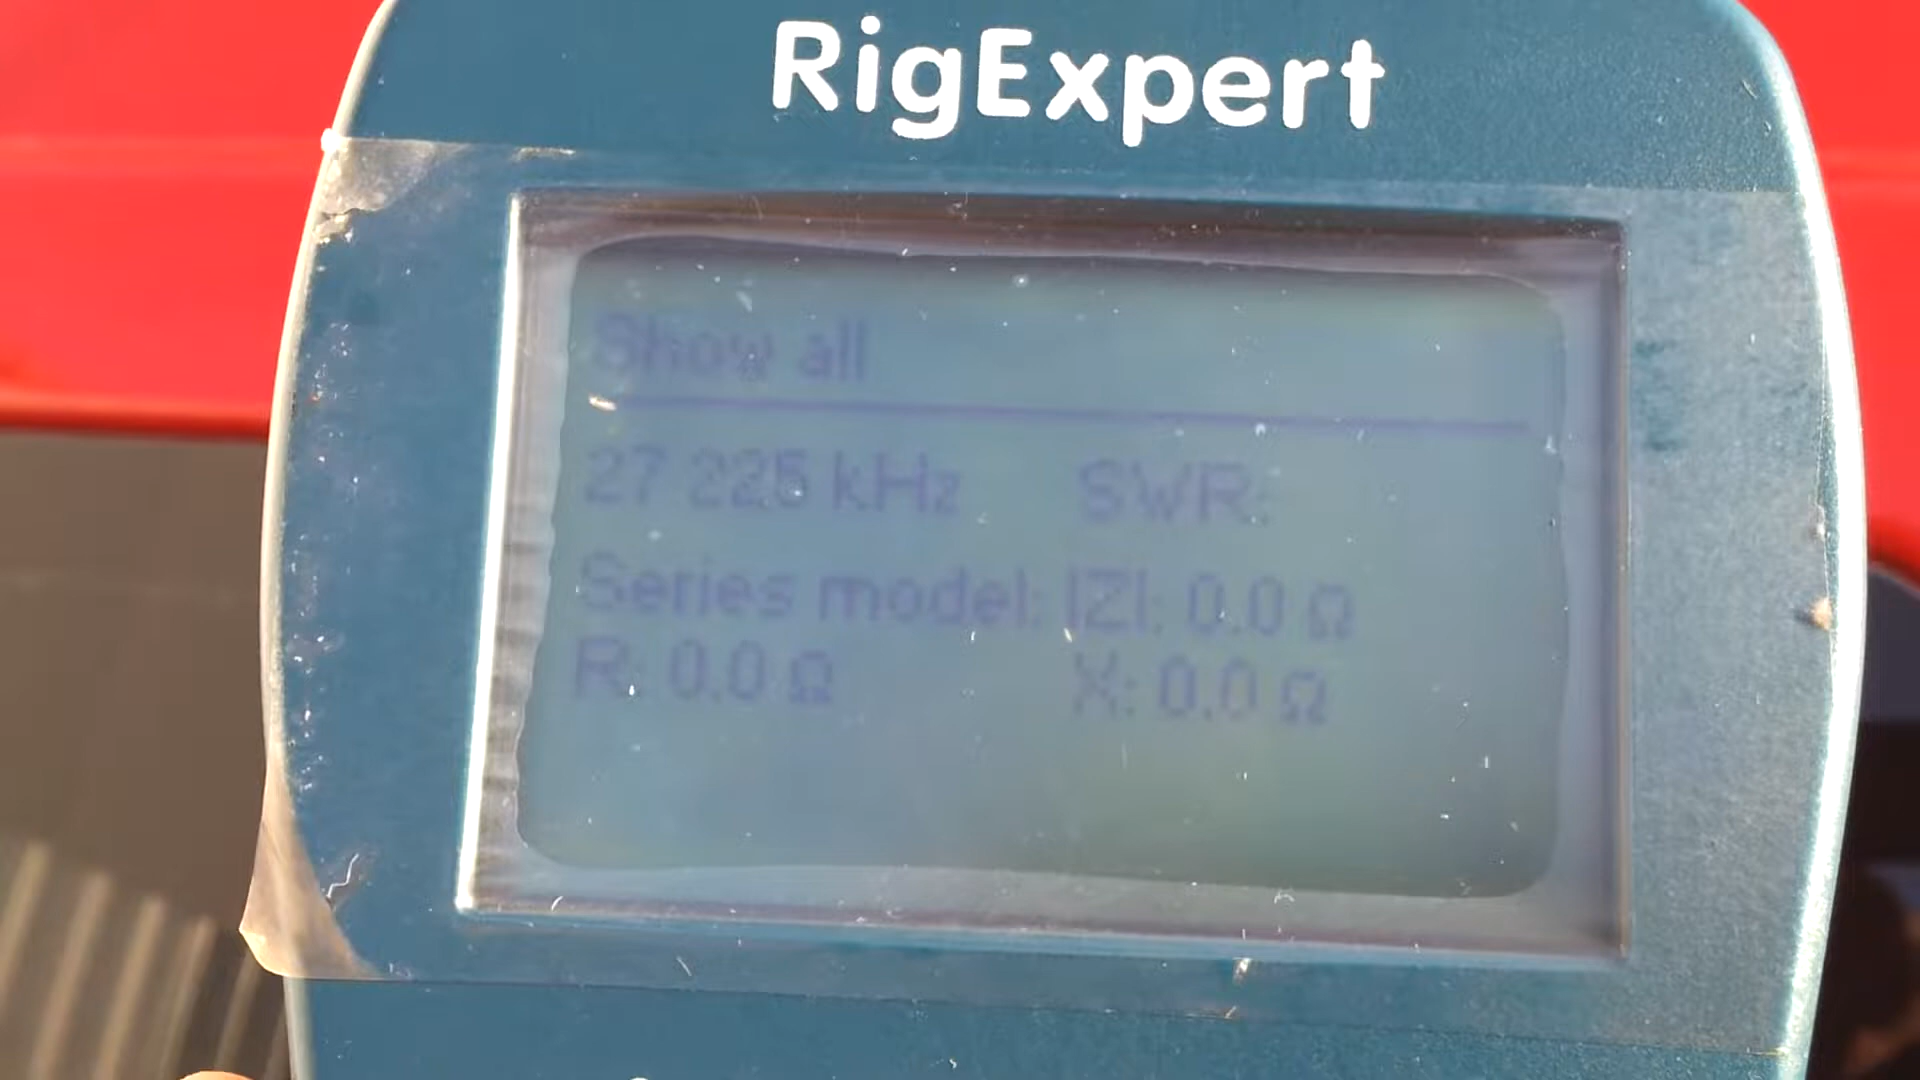 RigExpert
Show all
27 225 kHz SWR:
Series model: |Z|: 0.0 Ω
R: 0.0 Ω X: 0.0 Ω